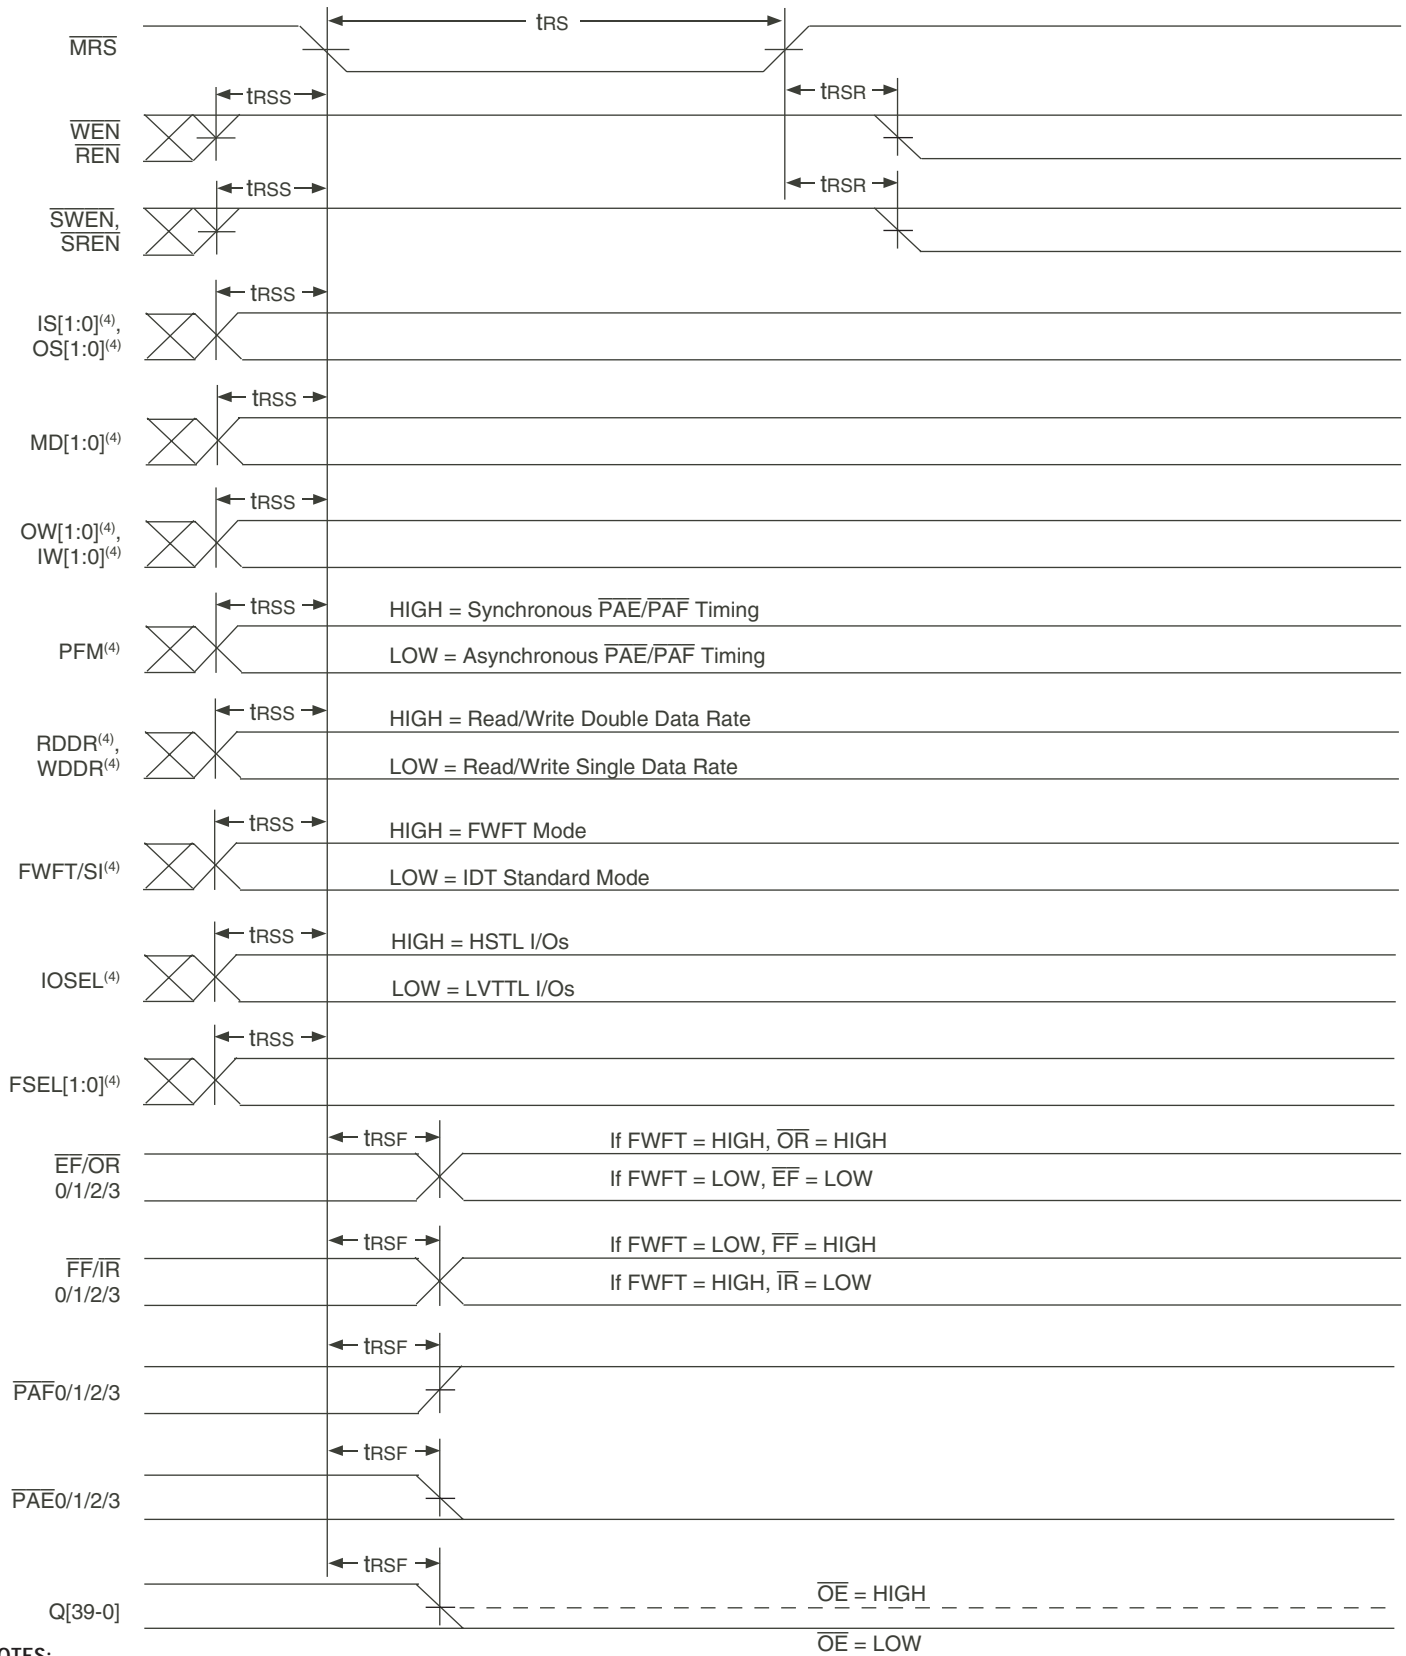 tRS
MRS
tRSS
tRSR
WEN
REN
tRSS
tRSR
SWEN,
SREN
tRSS
IS[1:0](4),
OS[1:0](4)
tRSS
MD[1:0](4)
tRSS
OW[1:0](4),
IW[1:0](4)
tRSS
HIGH = Synchronous PAE/PAF Timing
PFM(4)
LOW = Asynchronous PAE/PAF Timing
tRSS
HIGH = Read/Write Double Data Rate
RDDR(4),
WDDR(4)
LOW = Read/Write Single Data Rate
tRSS
HIGH = FWFT Mode
FWFT/SI(4)
LOW = IDT Standard Mode
tRSS
HIGH = HSTL I/Os
IOSEL(4)
LOW = LVTTL I/Os
tRSS
FSEL[1:0](4)
tRSF
If FWFT = HIGH, OR = HIGH
EF/OR
0/1/2/3
If FWFT = LOW, EF = LOW
tRSF
If FWFT = LOW, FF = HIGH
FF/IR
0/1/2/3
If FWFT = HIGH, IR = LOW
tRSF
PAF0/1/2/3
tRSF
PAE0/1/2/3
tRSF
OE = HIGH
Q[39-0]
OE = LOW